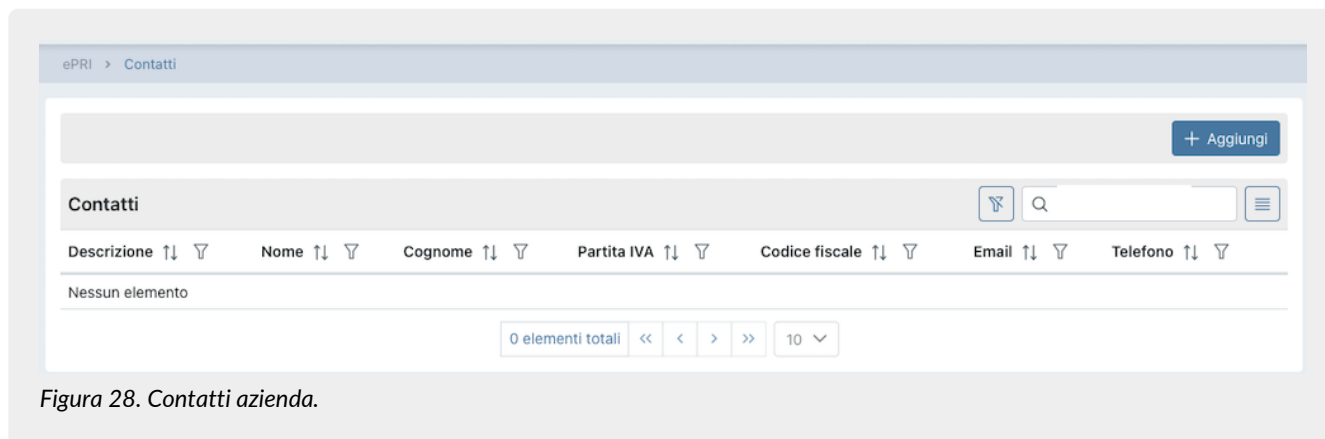 ePRI > Contatti
+ Aggiungi
Contatti
Descrizione Nome Cognome Partita IVA Codice fiscale Email Telefono
Nessun elemento
0 elementi totali << < > >> 10
Figura 28. Contatti azienda.